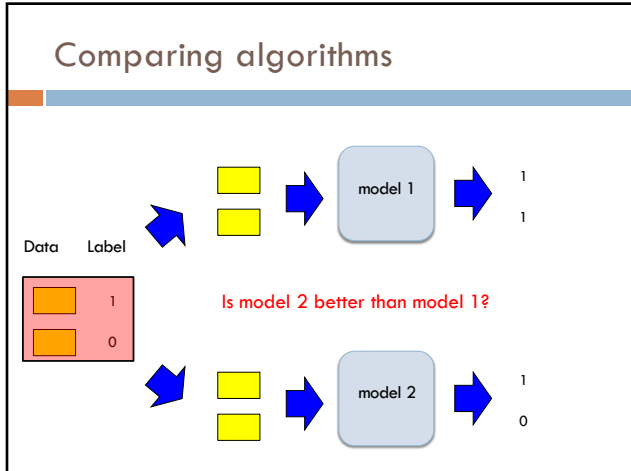 Comparing algorithms
model 1
1
1
Data Label
1
0
Is model 2 better than model 1?
model 2
1
0